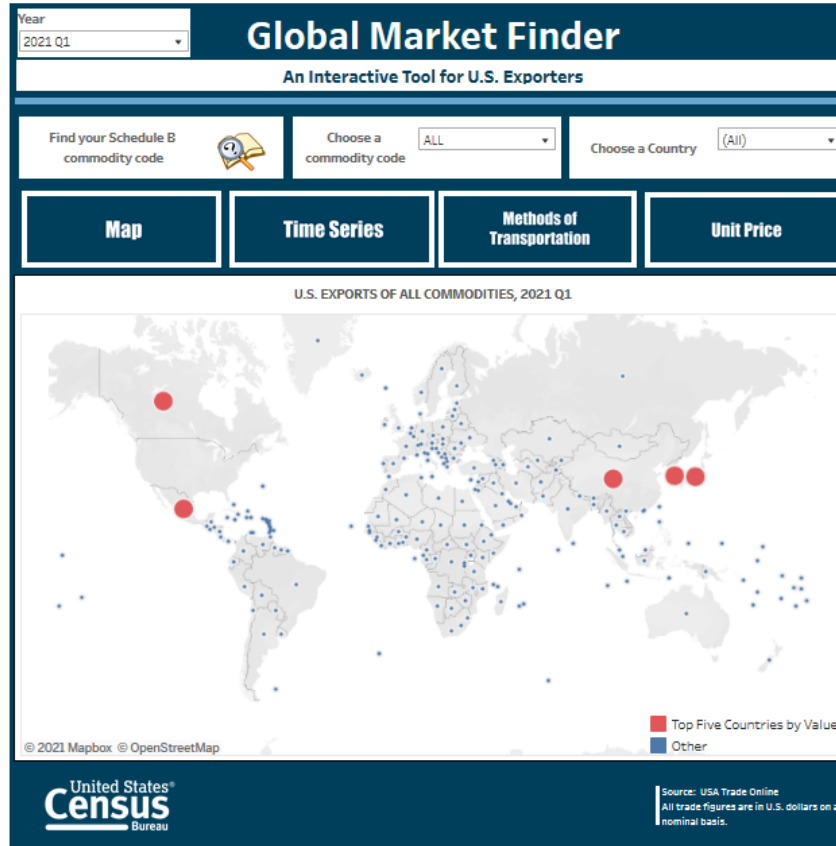 Year
2021 Q1
Global Market Finder
An Interactive Tool for U.S. Exporters
Find your Schedule B
commodity code
Choose a
commodity code
ALL
Choose a Country
(All)
Map
Time Series
Methods of
Transportation
Unit Price
U.S. EXPORTS OF ALL COMMODITIES, 2021 Q1
Top Five Countries by Value
Other
© 2021 Mapbox © OpenStreetMap
United States®
Census
Bureau
Source: USA Trade Online
All trade figures are in U.S. dollars on a
nominal basis.